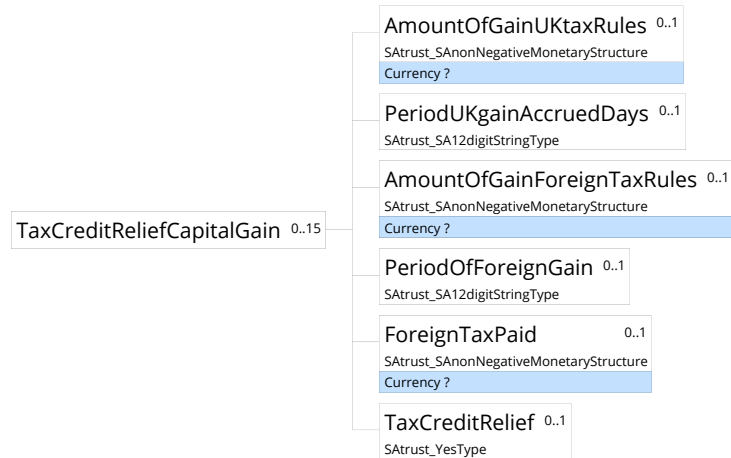 AmountOfGainUKtaxRules 0..1
SAtrust_SAnonNegativeMonetaryStructure
Currency ?
PeriodUKgainAccruedDays 0..1
SAtrust_SA12digitStringType
AmountOfGainForeignTaxRules 0..1
SAtrust_SAnonNegativeMonetaryStructure
Currency ?
TaxCreditReliefCapitalGain 0..15
PeriodOfForeignGain 0..1
SAtrust_SA12digitStringType
ForeignTaxPaid 0..1
SAtrust_SAnonNegativeMonetaryStructure
Currency ?
TaxCreditRelief 0..1
SAtrust_YesType